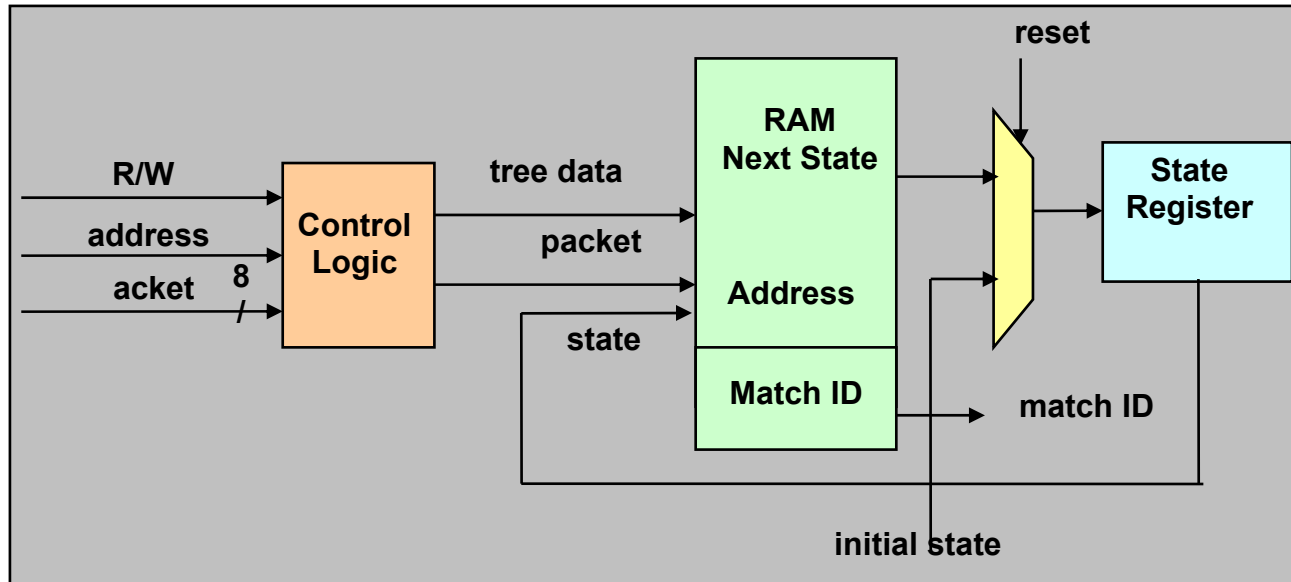 reset
R/W
address
acket
8
/
Control
Logic
tree data
packet
state
RAM
Next State
Address
Match ID
match ID
State
Register
initial state